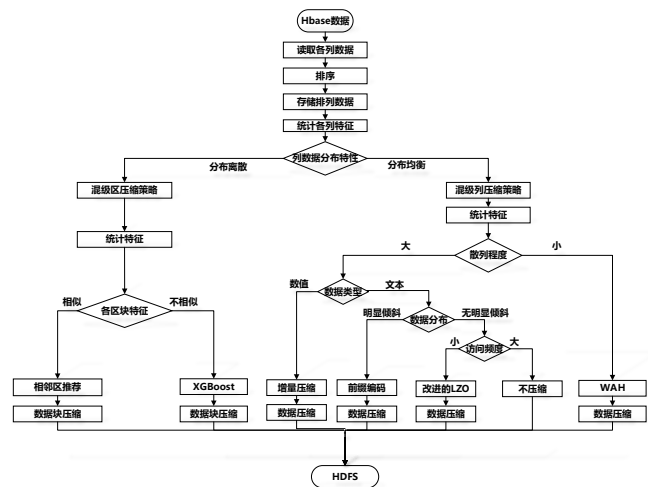 Hbase数据
读取各列数据
排序
存储排列数据
统计各列特征
列数据分布特性
分布离散
分布均衡
混级区压缩策略
混级列压缩策略
统计特征
统计特征
大
散列程度
小
数值
数据类型
文本
相似
各区块特征
不相似
明显倾斜
数据分布
无明显倾斜
小
访问频度
大
相邻区推荐
XGBoost
增量压缩
前缀编码
改进的LZO
不压缩
WAH
数据块压缩
数据块压缩
数据压缩
数据压缩
数据压缩
数据压缩
HDFS